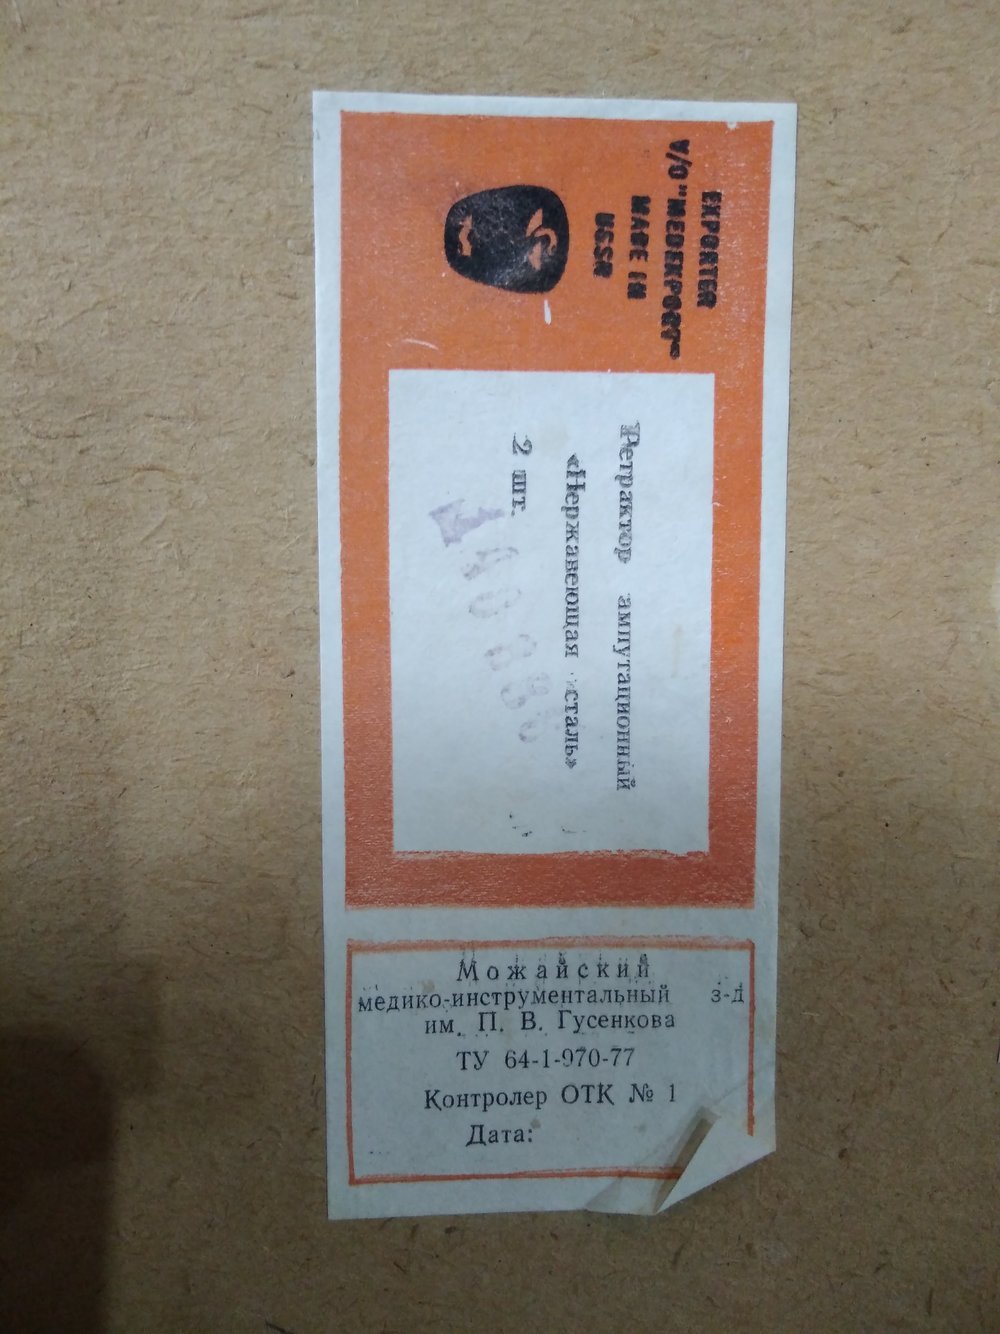 EXPORTER
V/O "MEDEXPORT"
MADE IN
USSR
Ретрактор ампутационный
«Нержавеющая сталь»
2 шт.
Можайский
медико-инструментальный з-д
им. П. В. Гусенкова
ТУ 64-1-970-77
Контролер ОТК № 1
Дата: